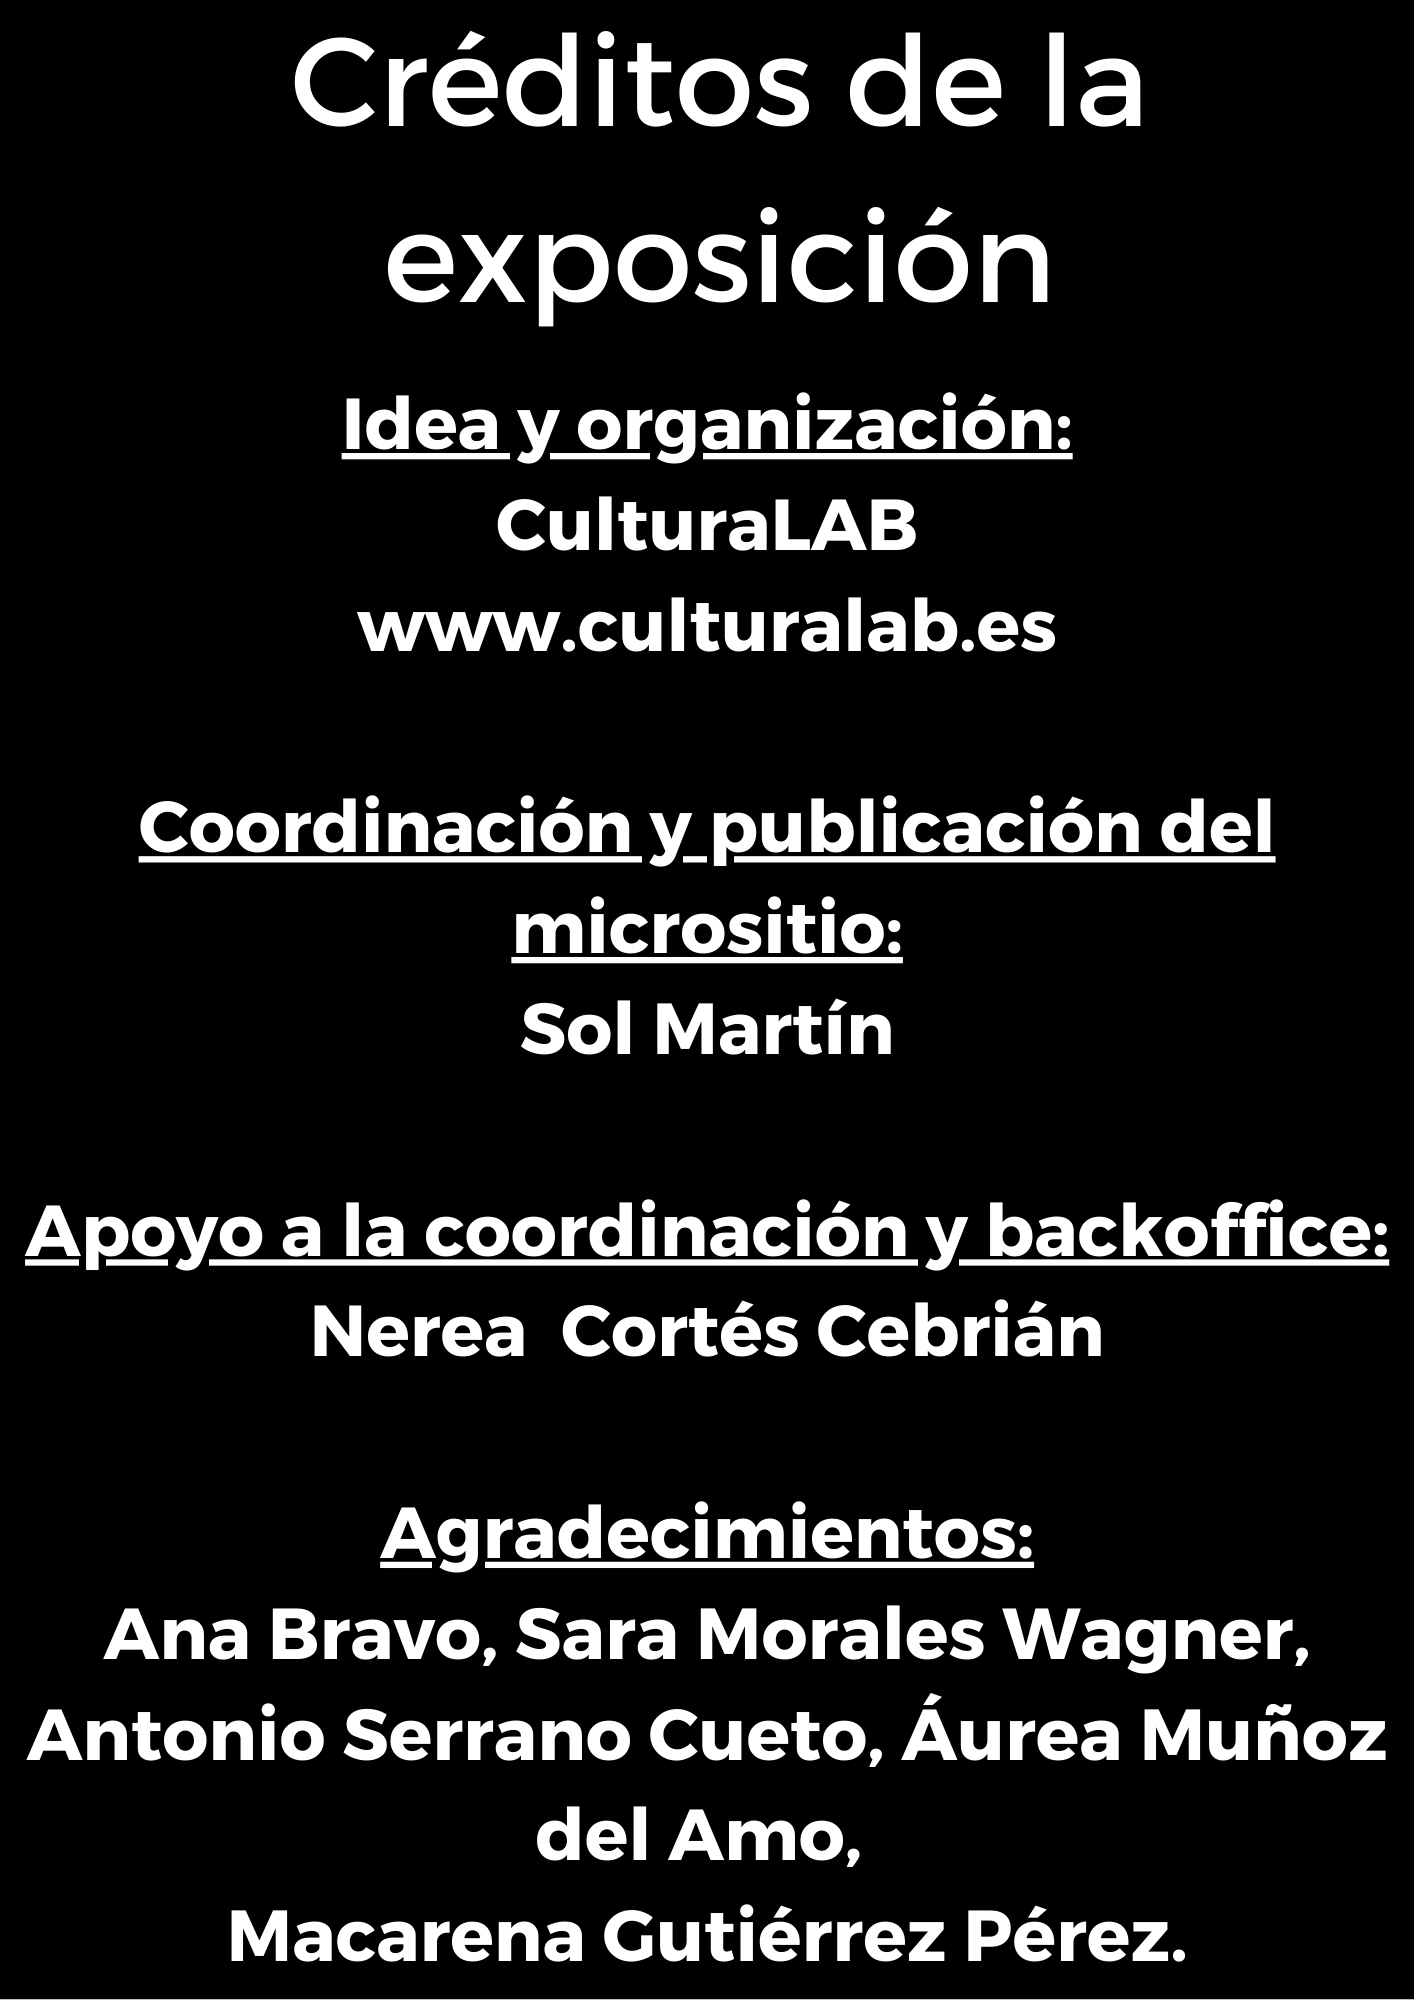 Créditos de la
exposición
Idea y organización:
CulturaLAB
www.culturalab.es
Coordinación y publicación del
micrositio:
Sol Martín
Apoyo a la coordinación y backoffice:
Nerea  Cortés Cebrián
Agradecimientos:
Ana Bravo, Sara Morales Wagner,
Antonio Serrano Cueto, Áurea Muñoz
del Amo,
Macarena Gutiérrez Pérez.